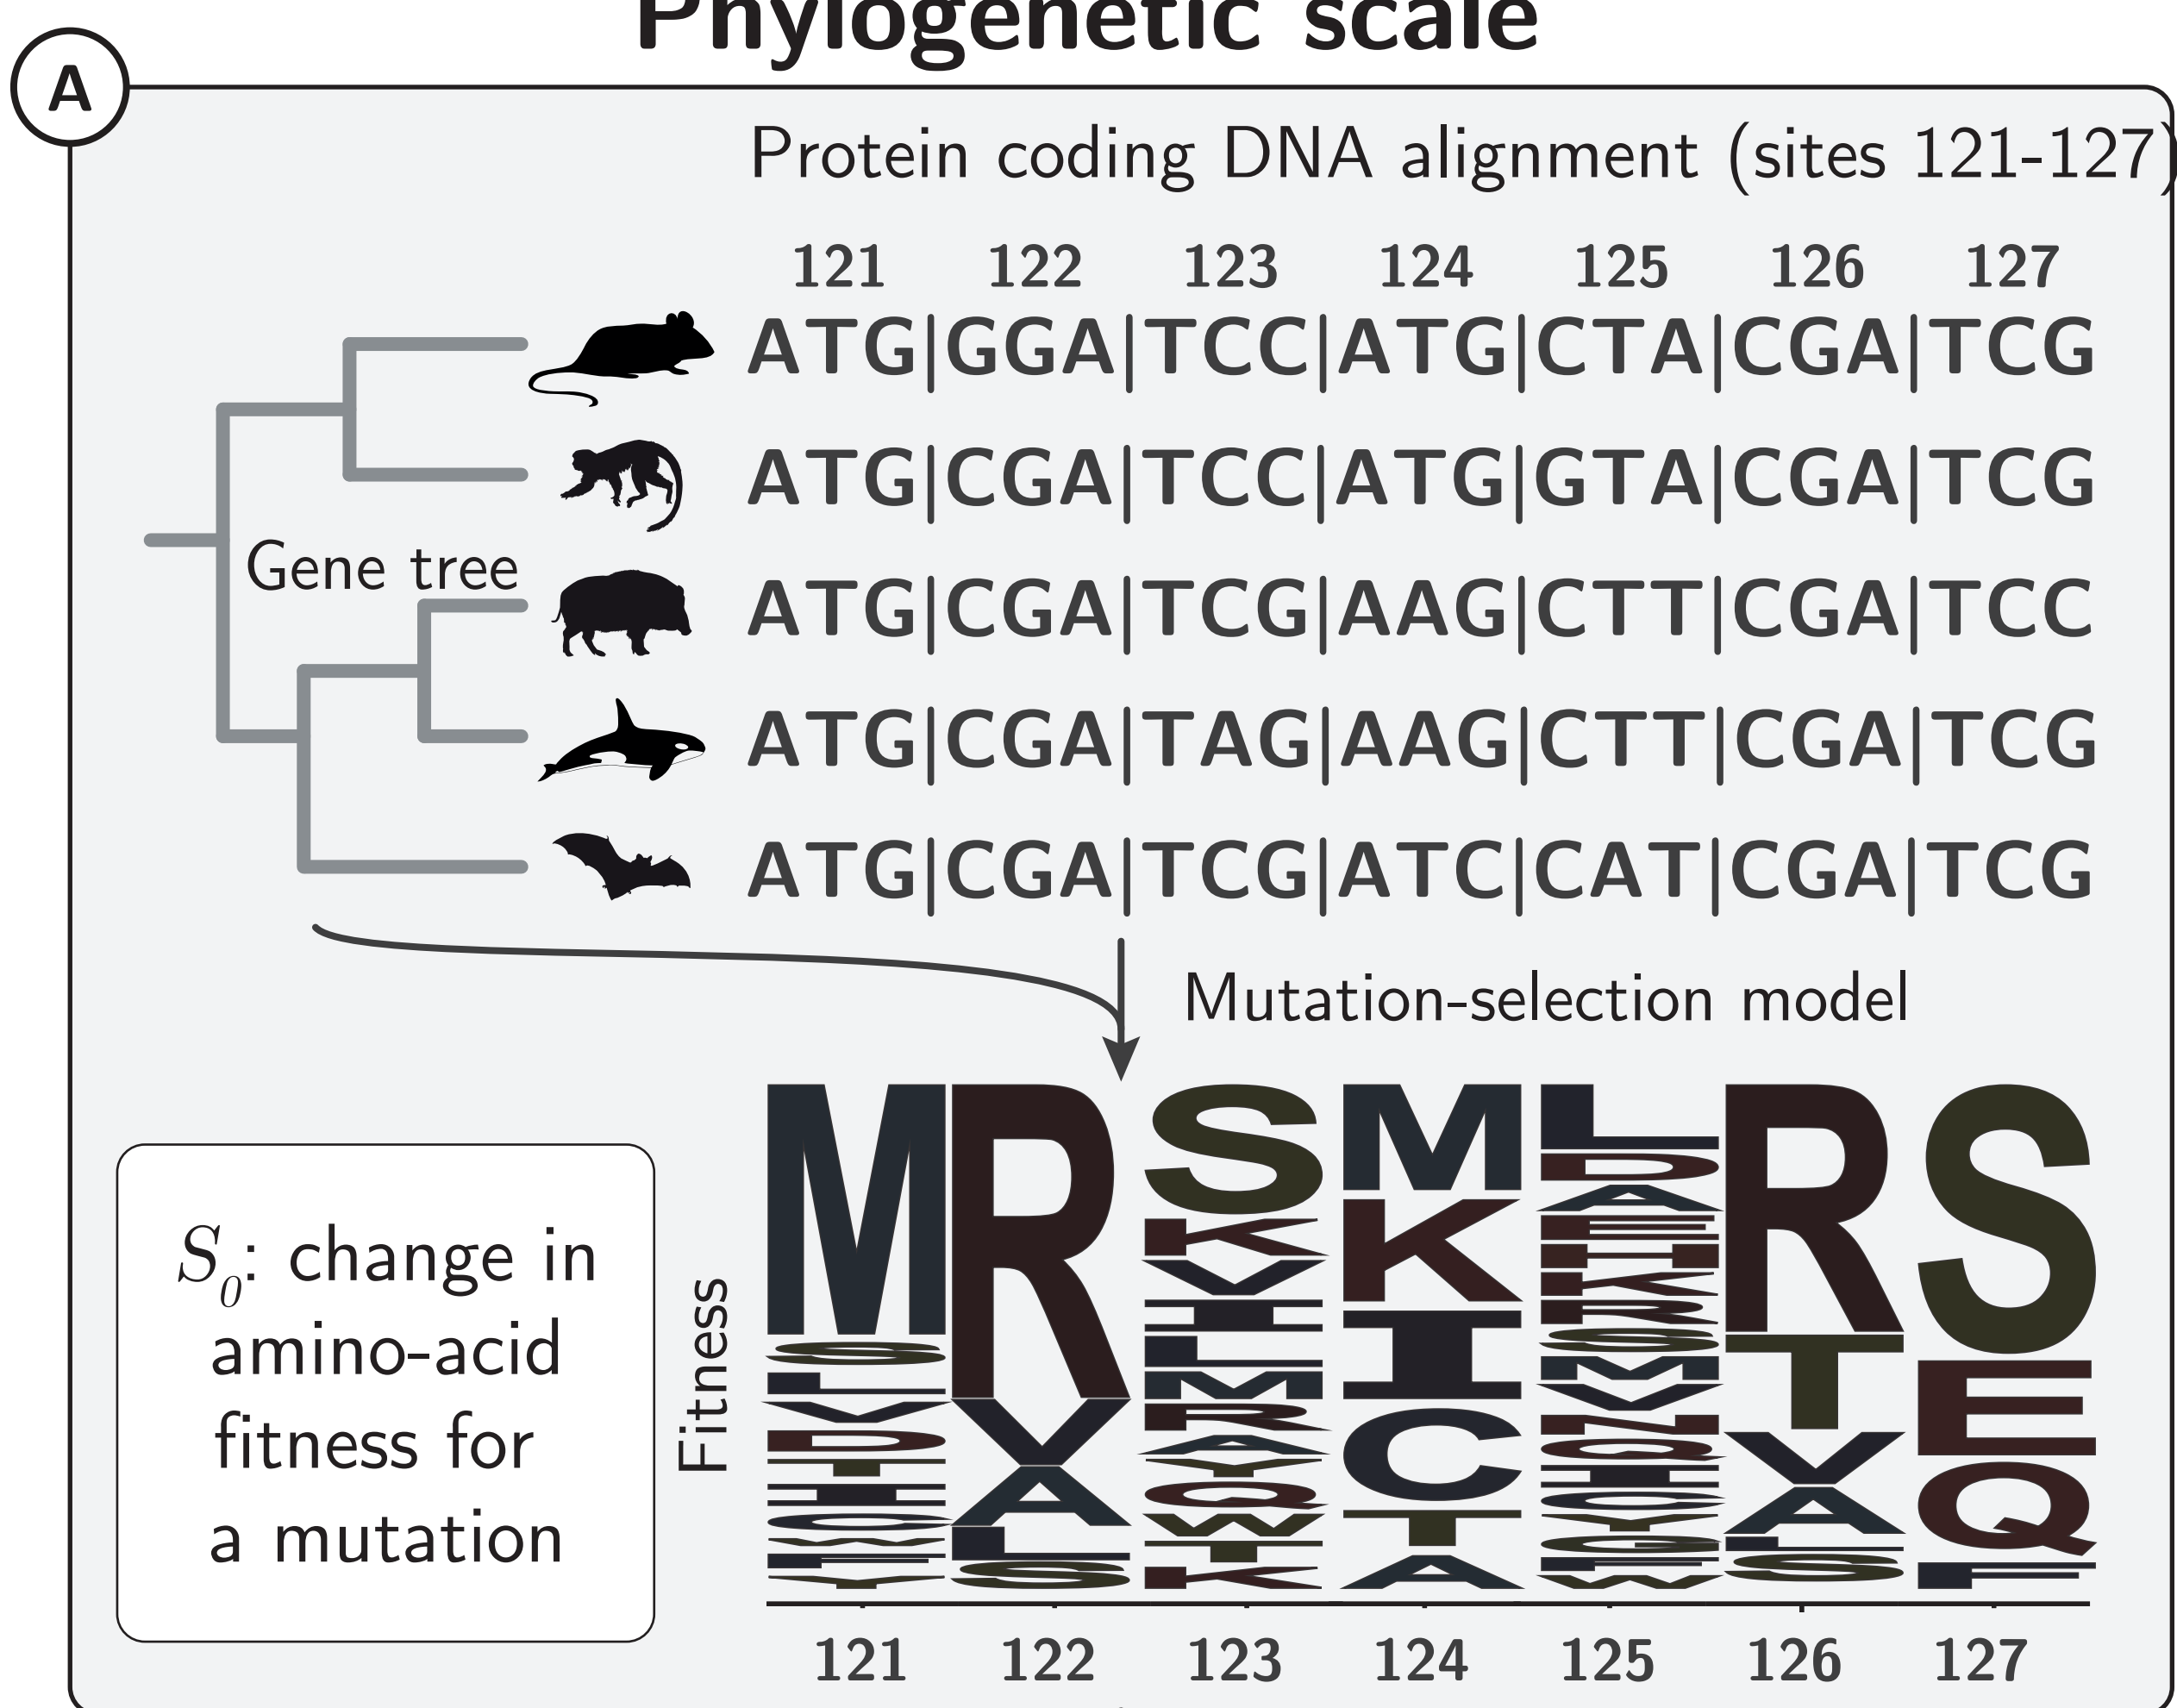 Phylogenetic scale
A
Protein coding DNA alignment (sites 121-127)
121 122 123 124 125 126 127
ATG|GGA|TCC|ATG|CTA|CGA|TCG
ATG|CGA|TCC|ATG|GTA|CGA|TCG
Gene tree
ATG|CGA|TCG|AAG|CTT|CGA|TCC
ATG|CGA|TAG|AAG|CTT|CGA|TCG
ATG|CGA|TCG|ATC|CAT|CGA|TCG
Mutation-selection model
S0: change in
amino-acid
fitness for
a mutation
Fitness
M R S M L R S
K K D T E
V I A V Q
I C E A F
L T H L
M A K S
121 122 123 124 125 126 127